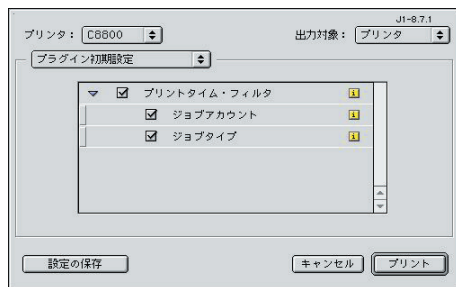 J1-8.7.1
プリンタ： C8800 出力対象： プリンタ
プラグイン初期設定
プリントタイム・フィルタ
ジョブアカウント
ジョブタイプ
設定の保存 キャンセル プリント